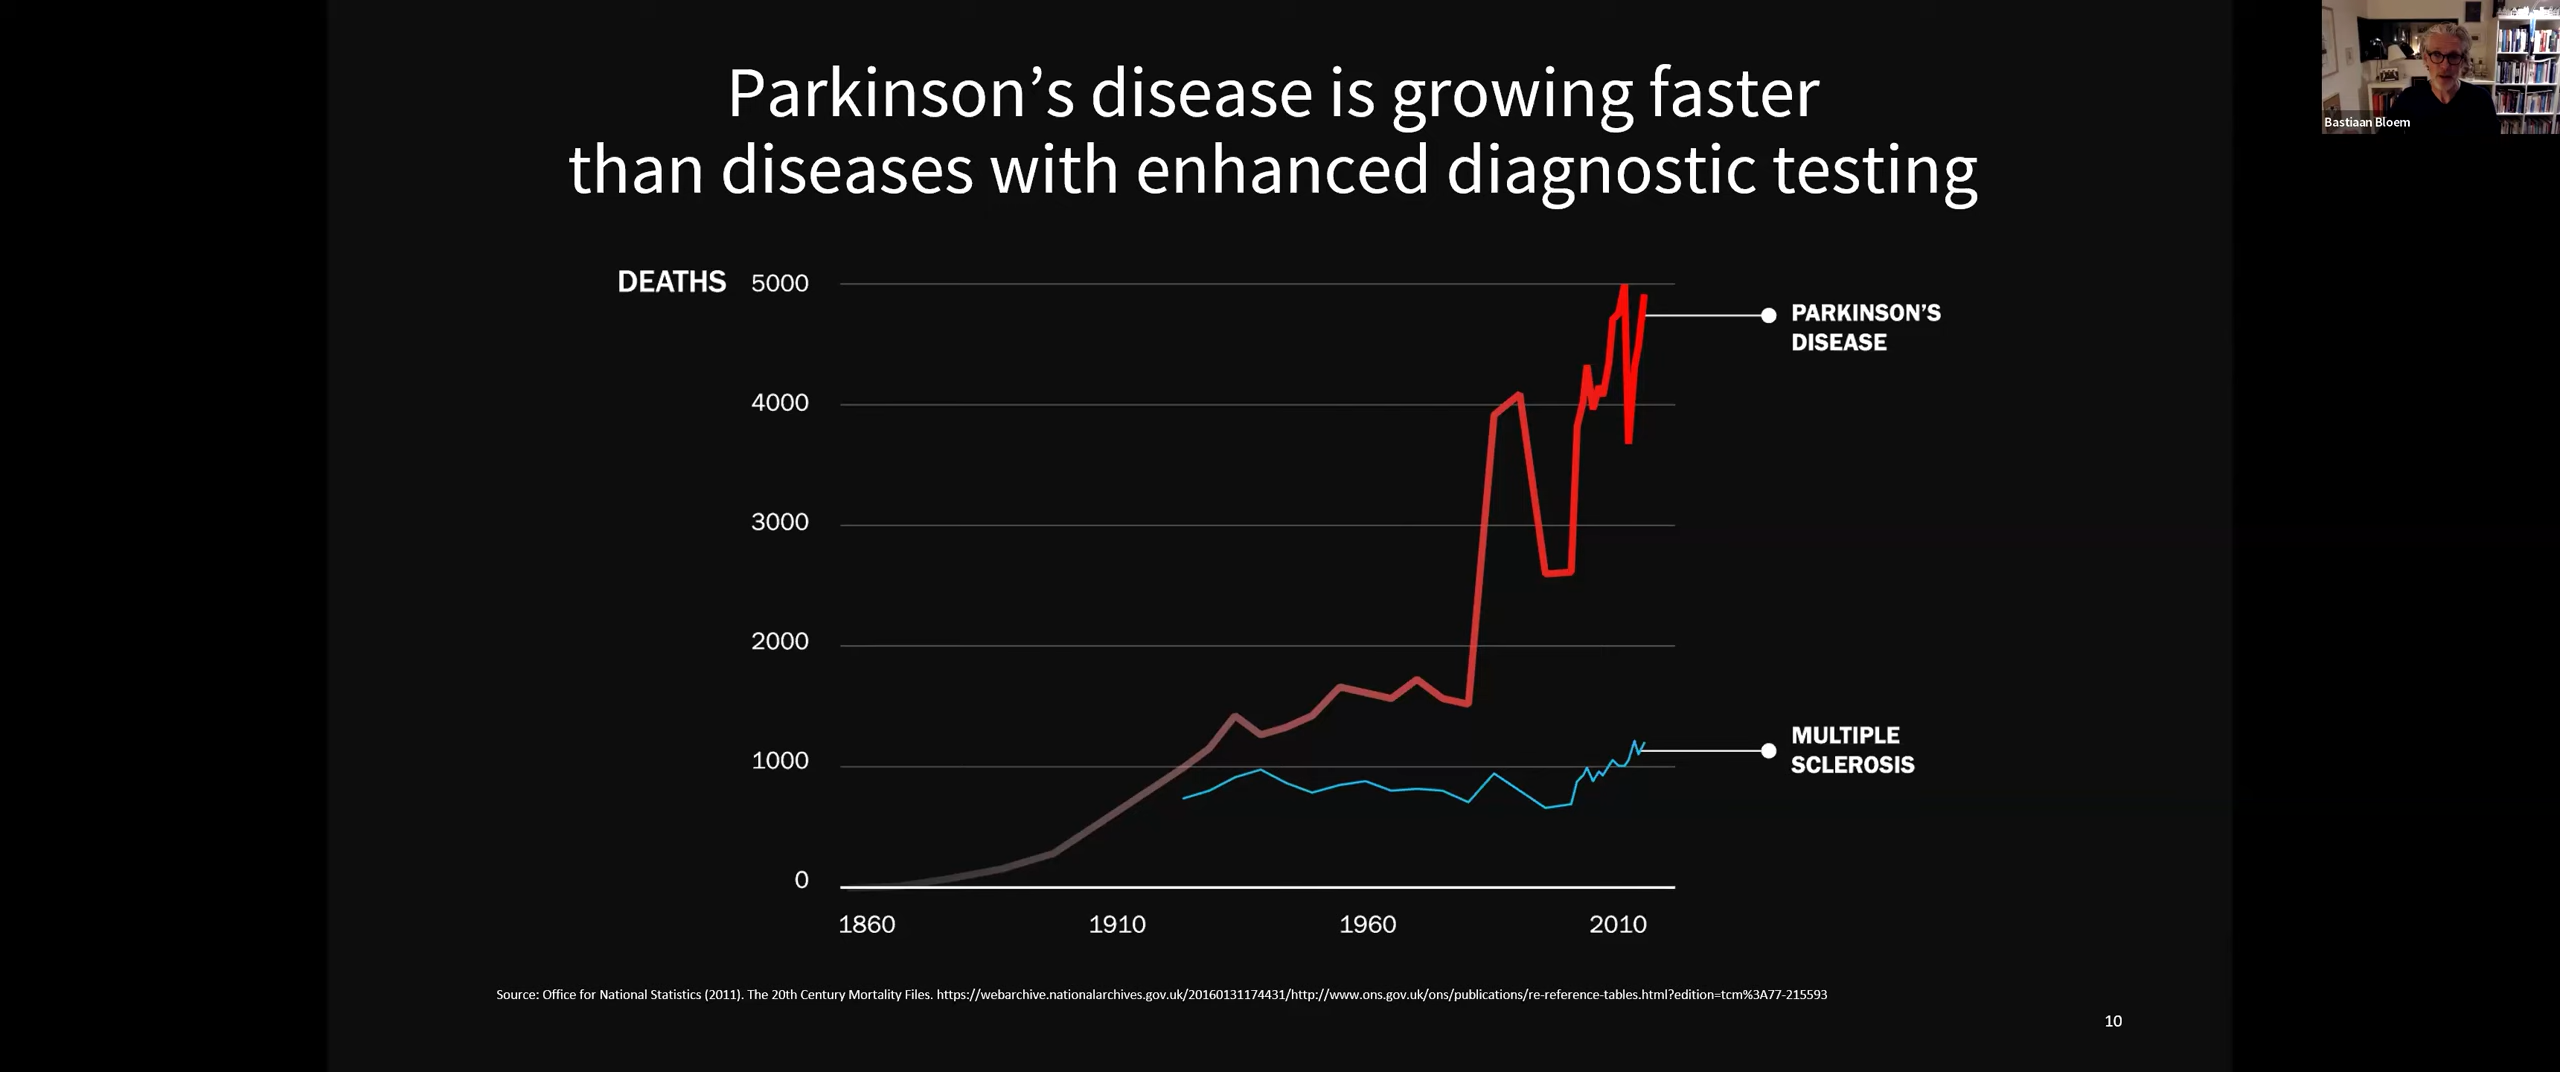 Parkinson’s disease is growing faster
than diseases with enhanced diagnostic testing
Bastiaan Bloem
DEATHS
5000
4000
3000
2000
1000
0
PARKINSON’S
DISEASE
MULTIPLE
SCLEROSIS
1860 1910 1960 2010
Source: Office for National Statistics (2011). The 20th Century Mortality Files. https://webarchive.nationalarchives.gov.uk/20160131174431/http://www.ons.gov.uk/ons/publications/re-reference-tables.html?edition=tcm%3A77-215593
10